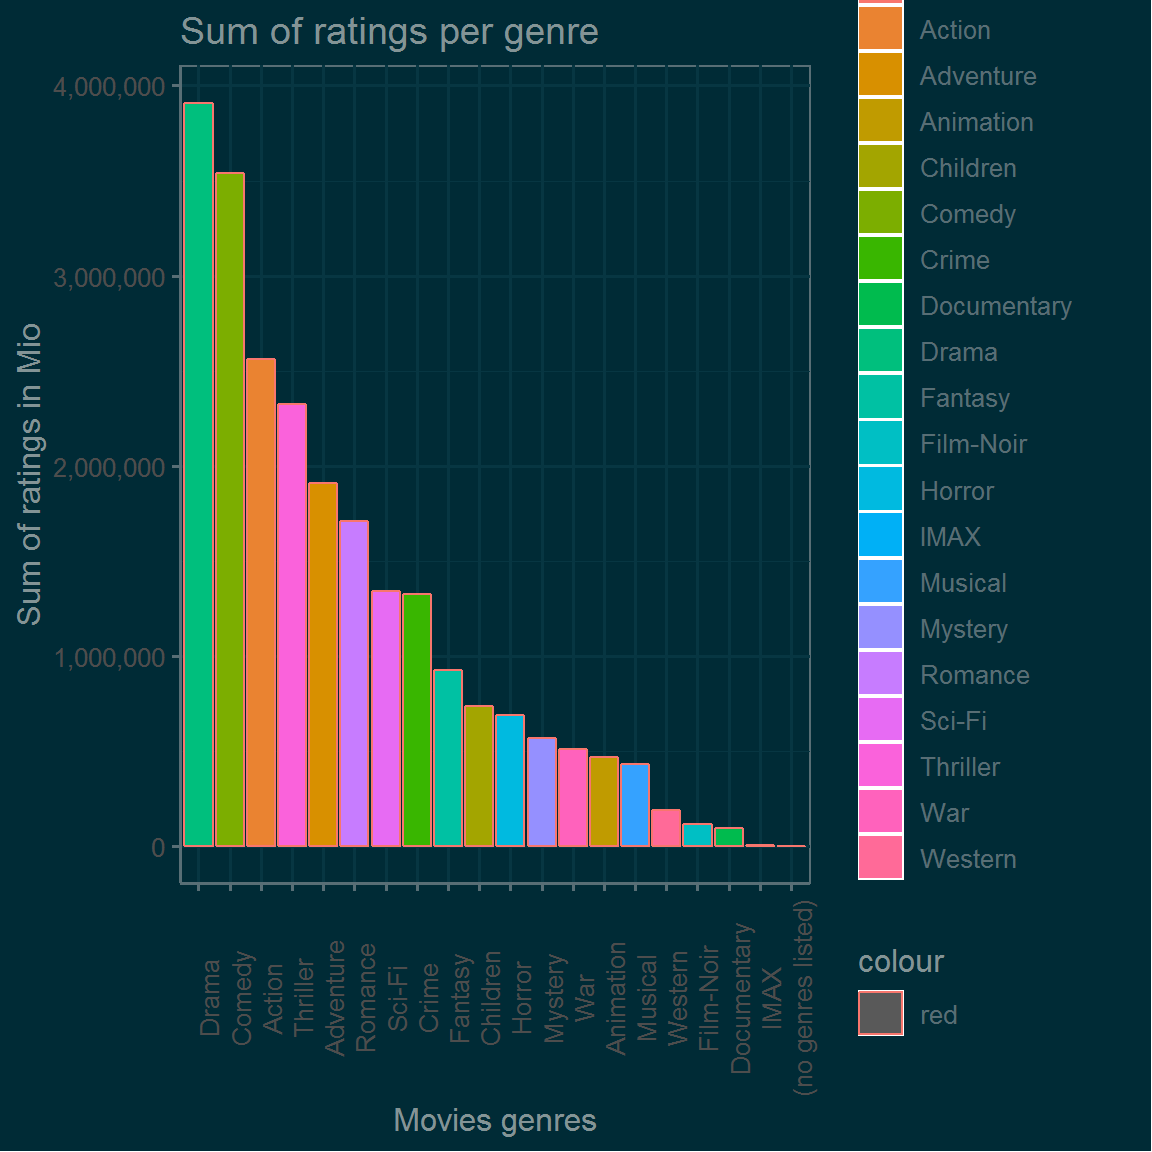 Sum of ratings per genre
Sum of ratings in Mio
4,000,000
3,000,000
2,000,000
1,000,000
0
Drama
Comedy
Action
Thriller
Adventure
Romance
Sci-Fi
Crime
Fantasy
Children
Horror
Mystery
War
Animation
Musical
Western
Film-Noir
Documentary
IMAX
(no genres listed)
Movies genres
Action
Adventure
Animation
Children
Comedy
Crime
Documentary
Drama
Fantasy
Film-Noir
Horror
IMAX
Musical
Mystery
Romance
Sci-Fi
Thriller
War
Western
colour
red